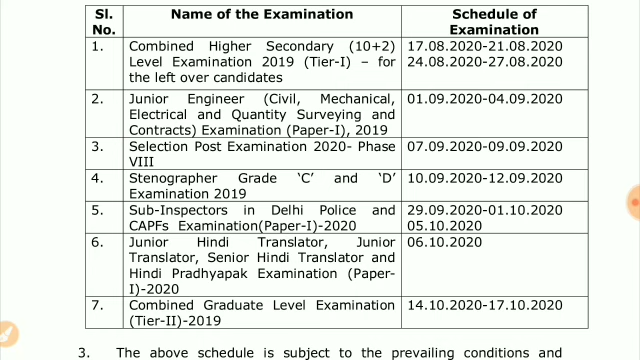 Sl. No.
Name of the Examination
Schedule of Examination
1.
Combined Higher Secondary (10+2)
Level Examination 2019 (Tier-I) – for
the left over candidates
17.08.2020-21.08.2020
24.08.2020-27.08.2020
2.
Junior Engineer (Civil, Mechanical,
Electrical and Quantity Surveying and
Contracts) Examination (Paper-I), 2019
01.09.2020-04.09.2020
3.
Selection Post Examination 2020- Phase
VIII
07.09.2020-09.09.2020
4.
Stenographer Grade ‘C’ and ‘D’
Examination 2019
10.09.2020-12.09.2020
5.
Sub-Inspectors in Delhi Police and
CAPFs Examination(Paper-I)-2020
29.09.2020-01.10.2020
05.10.2020
6.
Junior Hindi Translator, Junior
Translator, Senior Hindi Translator and
Hindi Pradhyapak Examination (Paper-
I)-2020
06.10.2020
7.
Combined Graduate Level Examination
(Tier-II)-2019
14.10.2020-17.10.2020
3. The above schedule is subject to the prevailing conditions and